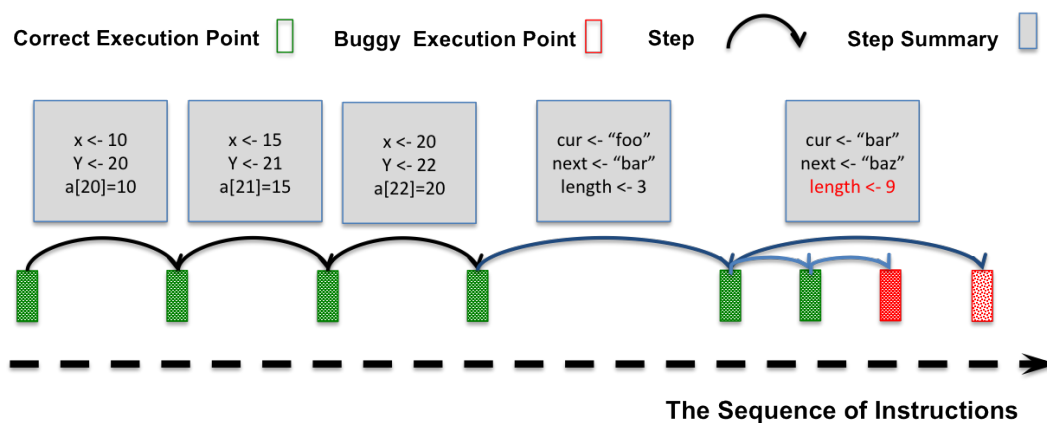 Correct Execution Point
Buggy Execution Point
Step
Step Summary
x <- 10
Y <- 20
a[20]=10
x <- 15
Y <- 21
a[21]=15
x <- 20
Y <- 22
a[22]=20
cur <- “foo”
next <- “bar”
length <- 3
cur <- “bar”
next <- “baz”
length <- 9
The Sequence of Instructions